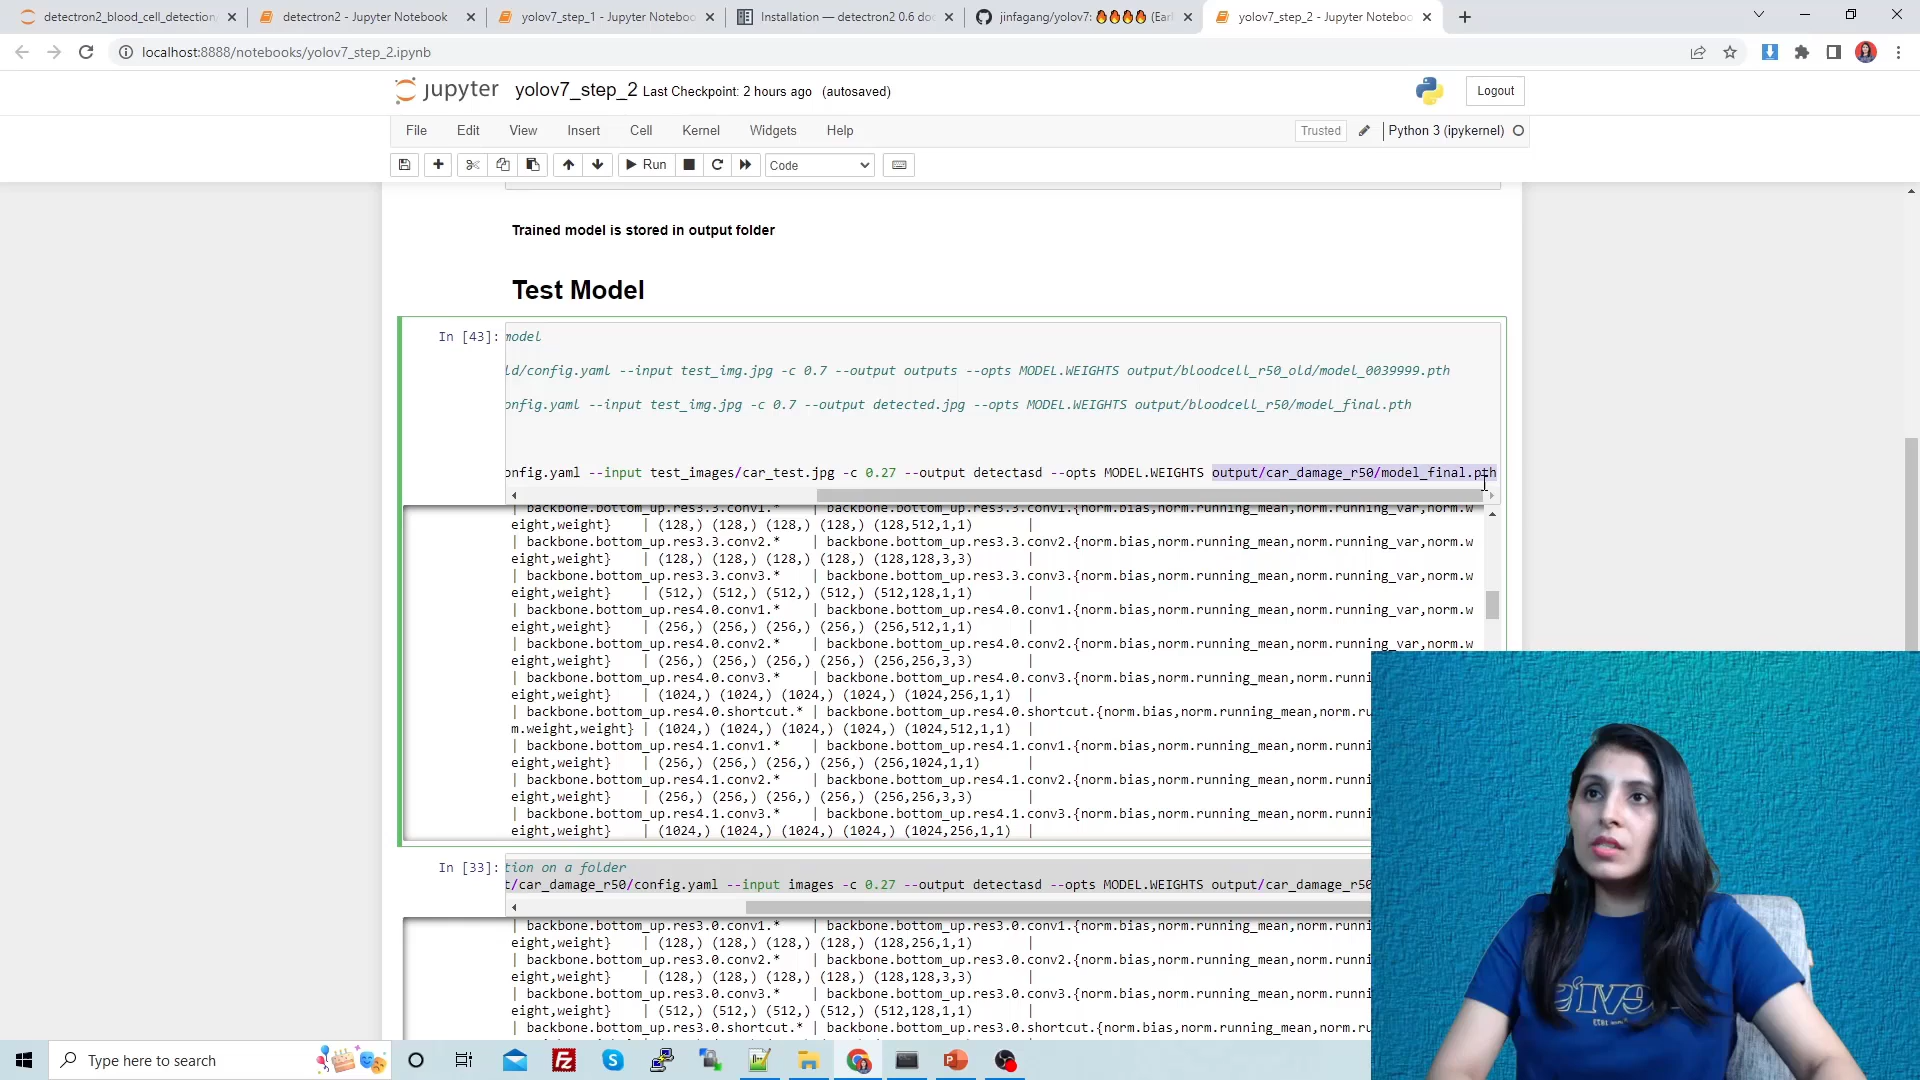 detectron2_blood_cell_detection
detectron2 - Jupyter Notebook
yolov7_step_1 - Jupyter Noteboo
Installation — detectron2 0.6 do
jinfagang/yolov7: 🔥🔥🔥🔥 (Earl
yolov7_step_2 - Jupyter Noteboo
localhost:8888/notebooks/yolov7_step_2.ipynb
jupyter yolov7_step_2 Last Checkpoint: 2 hours ago (autosaved)
Logout
File Edit View Insert Cell Kernel Widgets Help
Trusted Python 3 (ipykernel)
Run Code
Trained model is stored in output folder
Test Model
In [43]: model
ld/config.yaml --input test_img.jpg -c 0.7 --output outputs --opts MODEL.WEIGHTS output/bloodcell_r50_old/model_0039999.pth
onfig.yaml --input test_img.jpg -c 0.7 --output detected.jpg --opts MODEL.WEIGHTS output/bloodcell_r50/model_final.pth
onfig.yaml --input test_images/car_test.jpg -c 0.27 --output detectasd --opts MODEL.WEIGHTS output/car_damage_r50/model_final.pth
| backbone.bottom_up.res3.3.conv1.* | backbone.bottom_up.res3.3.conv1.{norm.bias,norm.running_mean,norm.running_var,norm.w
eight,weight} | (128,) (128,) (128,) (128,) (128,512,1,1) |
| backbone.bottom_up.res3.3.conv2.* | backbone.bottom_up.res3.3.conv2.{norm.bias,norm.running_mean,norm.running_var,norm.w
eight,weight} | (128,) (128,) (128,) (128,) (128,128,3,3) |
| backbone.bottom_up.res3.3.conv3.* | backbone.bottom_up.res3.3.conv3.{norm.bias,norm.running_mean,norm.running_var,norm.w
eight,weight} | (512,) (512,) (512,) (512,) (512,128,1,1) |
| backbone.bottom_up.res4.0.conv1.* | backbone.bottom_up.res4.0.conv1.{norm.bias,norm.running_mean,norm.running_var,norm.w
eight,weight} | (256,) (256,) (256,) (256,) (256,512,1,1) |
| backbone.bottom_up.res4.0.conv2.* | backbone.bottom_up.res4.0.conv2.{norm.bias,norm.running_mean,norm.running_var,norm.w
eight,weight} | (256,) (256,) (256,) (256,) (256,256,3,3) |
| backbone.bottom_up.res4.0.conv3.* | backbone.bottom_up.res4.0.conv3.{norm.bias,norm.running_mean,norm.runni
eight,weight} | (1024,) (1024,) (1024,) (1024,) (1024,256,1,1) |
| backbone.bottom_up.res4.0.shortcut.* | backbone.bottom_up.res4.0.shortcut.{norm.bias,norm.running_mean,norm.ru
m.weight,weight} | (1024,) (1024,) (1024,) (1024,) (1024,512,1,1) |
| backbone.bottom_up.res4.1.conv1.* | backbone.bottom_up.res4.1.conv1.{norm.bias,norm.running_mean,norm.runni
eight,weight} | (256,) (256,) (256,) (256,) (256,1024,1,1) |
| backbone.bottom_up.res4.1.conv2.* | backbone.bottom_up.res4.1.conv2.{norm.bias,norm.running_mean,norm.runni
eight,weight} | (256,) (256,) (256,) (256,) (256,256,3,3) |
| backbone.bottom_up.res4.1.conv3.* | backbone.bottom_up.res4.1.conv3.{norm.bias,norm.running_mean,norm.runni
eight,weight} | (1024,) (1024,) (1024,) (1024,) (1024,256,1,1) |
In [33]: tion on a folder
t/car_damage_r50/config.yaml --input images -c 0.27 --output detectasd --opts MODEL.WEIGHTS output/car_damage_r50
| backbone.bottom_up.res3.0.conv1.* | backbone.bottom_up.res3.0.conv1.{norm.bias,norm.running_mean,norm.runni
eight,weight} | (128,) (128,) (128,) (128,) (128,256,1,1) |
| backbone.bottom_up.res3.0.conv2.* | backbone.bottom_up.res3.0.conv2.{norm.bias,norm.running_mean,norm.runni
eight,weight} | (128,) (128,) (128,) (128,) (128,128,3,3) |
| backbone.bottom_up.res3.0.conv3.* | backbone.bottom_up.res3.0.conv3.{norm.bias,norm.running_mean,norm.runni
eight,weight} | (512,) (512,) (512,) (512,) (512,128,1,1) |
| backbone.bottom_up.res3.0.shortcut.* | backbone.bottom_up.res3.0.shortcut.{norm.bias,norm.running_mean,norm.ru
Type here to search